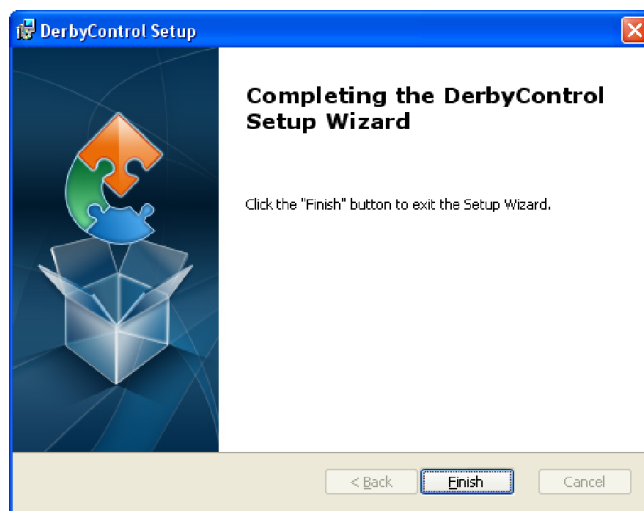 DerbyControl Setup
Completing the DerbyControl
Setup Wizard
Click the "Finish" button to exit the Setup Wizard.
< Back
Finish
Cancel